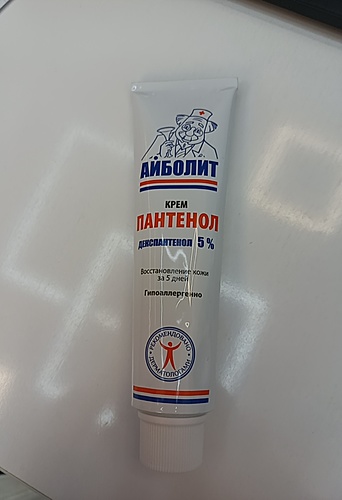 АЙБОЛИТ
КРЕМ
ПАНТЕНОЛ
ДЕКСПАНТЕНОЛ 5 %
Восстановление кожи
за 5 дней
Гипоаллергенно
РЕКОМЕНДОВАНО
ДЕРМАТОЛОГАМИ